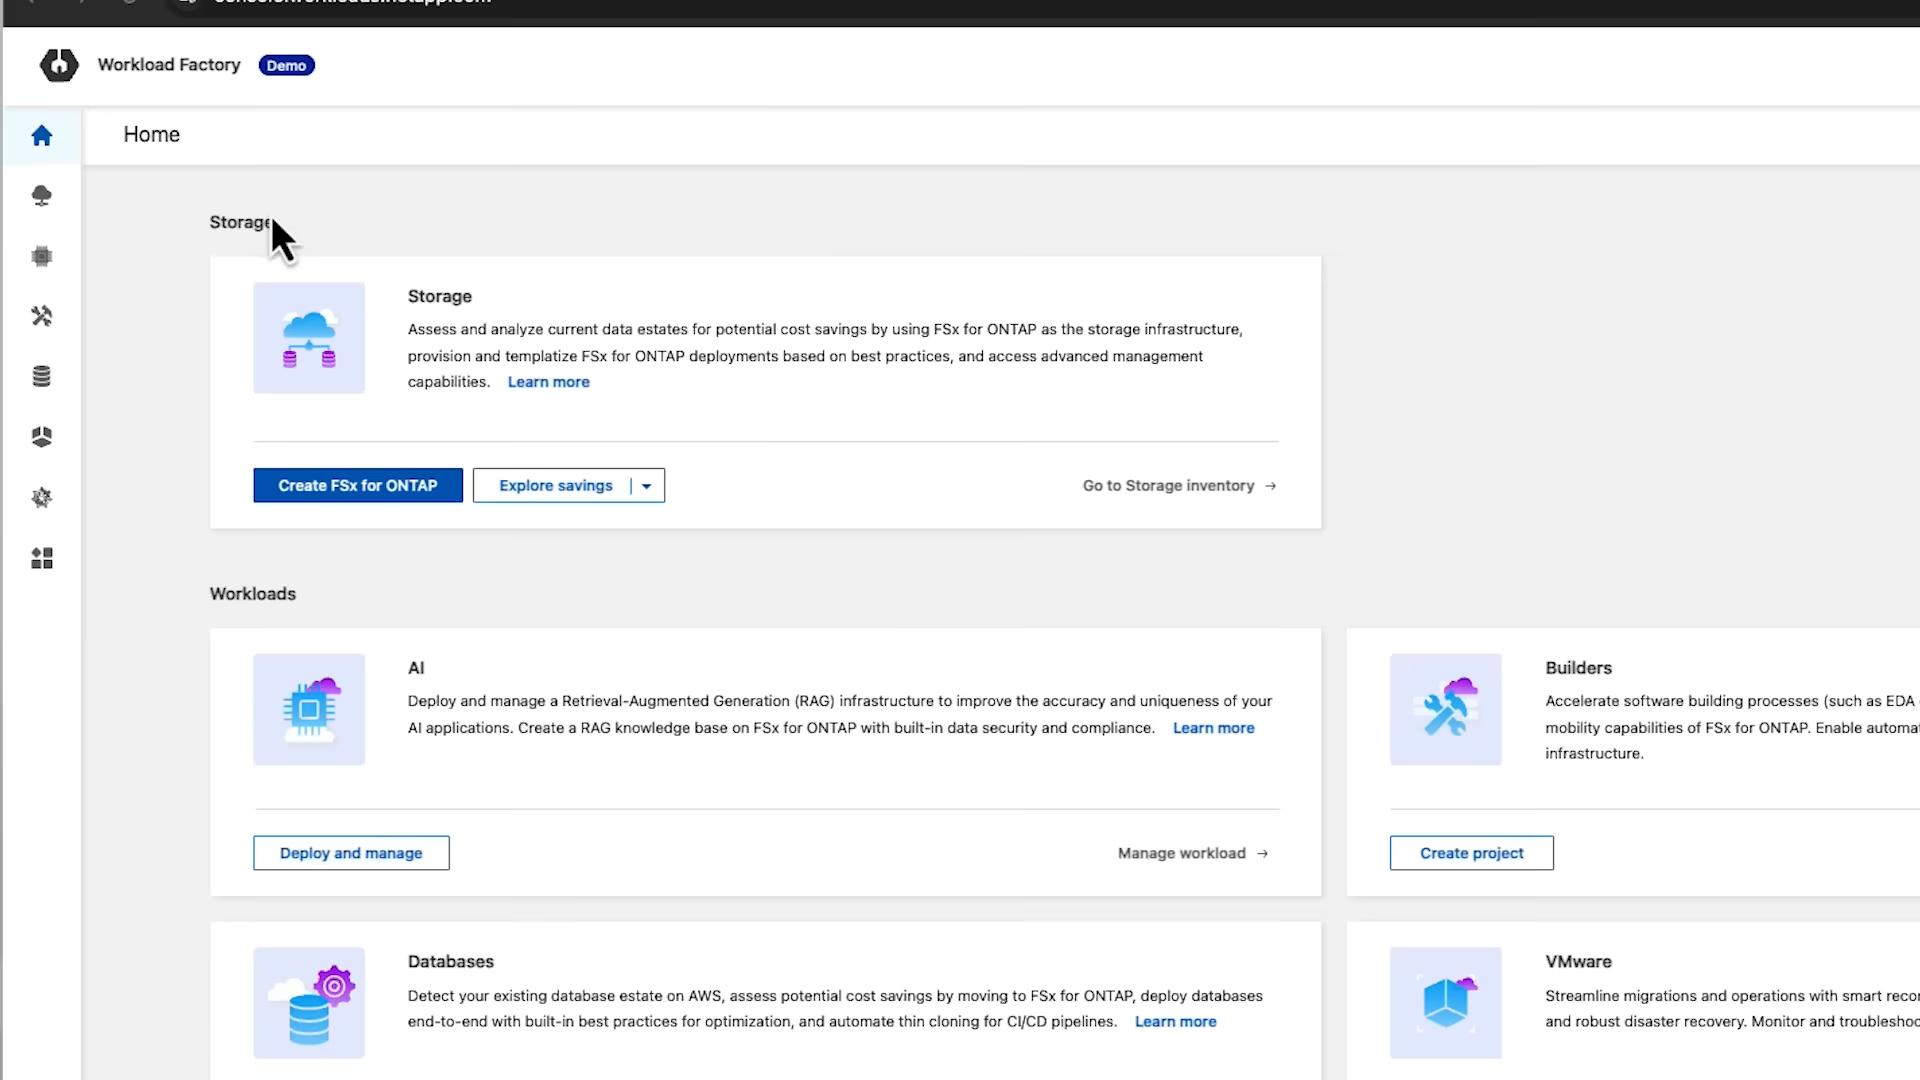 Workload Factory Demo
Home
Storage
Storage
Assess and analyze current data estates for potential cost savings by using FSx for ONTAP as the storage infrastructure,
provision and templatize FSx for ONTAP deployments based on best practices, and access advanced management
capabilities. Learn more
Create FSx for ONTAP Explore savings Go to Storage inventory →
Workloads
AI
Deploy and manage a Retrieval-Augmented Generation (RAG) infrastructure to improve the accuracy and uniqueness of your
AI applications. Create a RAG knowledge base on FSx for ONTAP with built-in data security and compliance. Learn more
Deploy and manage Manage workload →
Builders
Accelerate software building processes (such as EDA
mobility capabilities of FSx for ONTAP. Enable automat
infrastructure.
Create project
Databases
Detect your existing database estate on AWS, assess potential cost savings by moving to FSx for ONTAP, deploy databases
end-to-end with built-in best practices for optimization, and automate thin cloning for CI/CD pipelines. Learn more
VMware
Streamline migrations and operations with smart reco
and robust disaster recovery. Monitor and troubleshoo